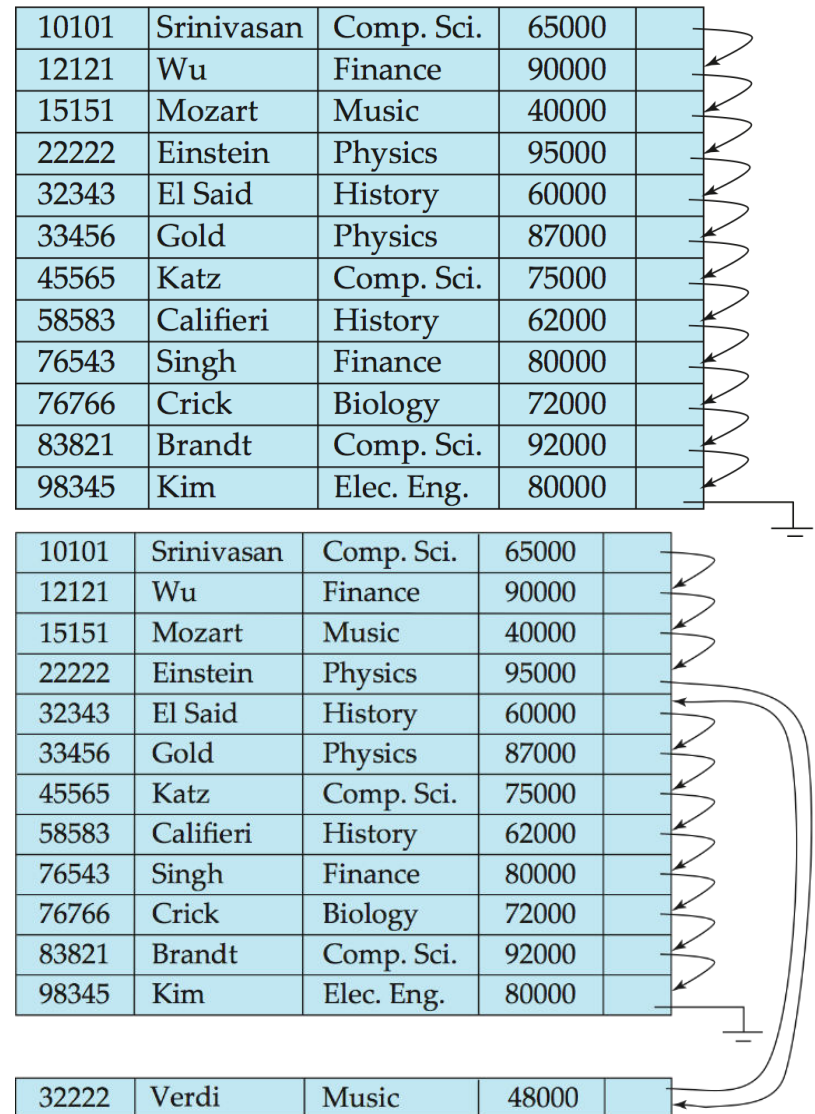 10101 Srinivasan Comp. Sci. 65000
12121 Wu Finance 90000
15151 Mozart Music 40000
22222 Einstein Physics 95000
32343 El Said History 60000
33456 Gold Physics 87000
45565 Katz Comp. Sci. 75000
58583 Califieri History 62000
76543 Singh Finance 80000
76766 Crick Biology 72000
83821 Brandt Comp. Sci. 92000
98345 Kim Elec. Eng. 80000
10101 Srinivasan Comp. Sci. 65000
12121 Wu Finance 90000
15151 Mozart Music 40000
22222 Einstein Physics 95000
32343 El Said History 60000
33456 Gold Physics 87000
45565 Katz Comp. Sci. 75000
58583 Califieri History 62000
76543 Singh Finance 80000
76766 Crick Biology 72000
83821 Brandt Comp. Sci. 92000
98345 Kim Elec. Eng. 80000
32222 Verdi Music 48000